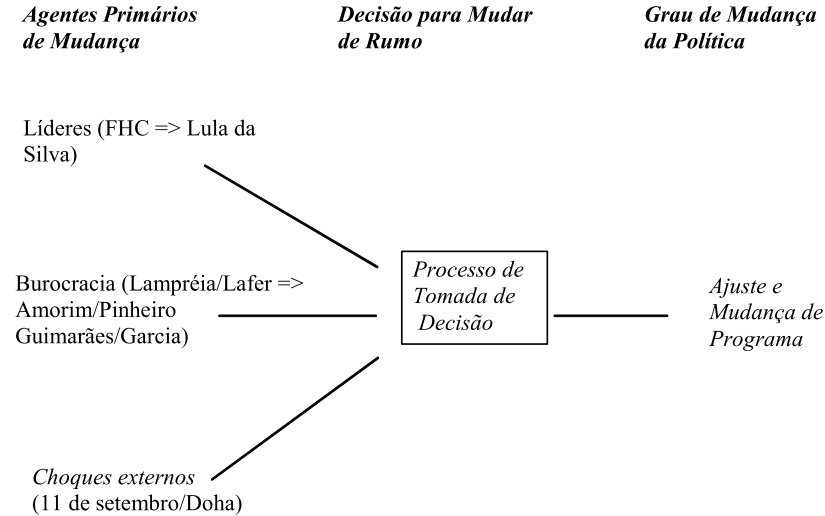 Agentes Primários
de Mudança
Decisão para Mudar
de Rumo
Grau de Mudança
da Política
Líderes (FHC => Lula da
Silva)
Burocracia (Lampréia/Lafer =>
Amorim/Pinheiro
Guimarães/Garcia)
Processo de
Tomada de
Decisão
Ajuste e
Mudança de
Programa
Choques externos
(11 de setembro/Doha)